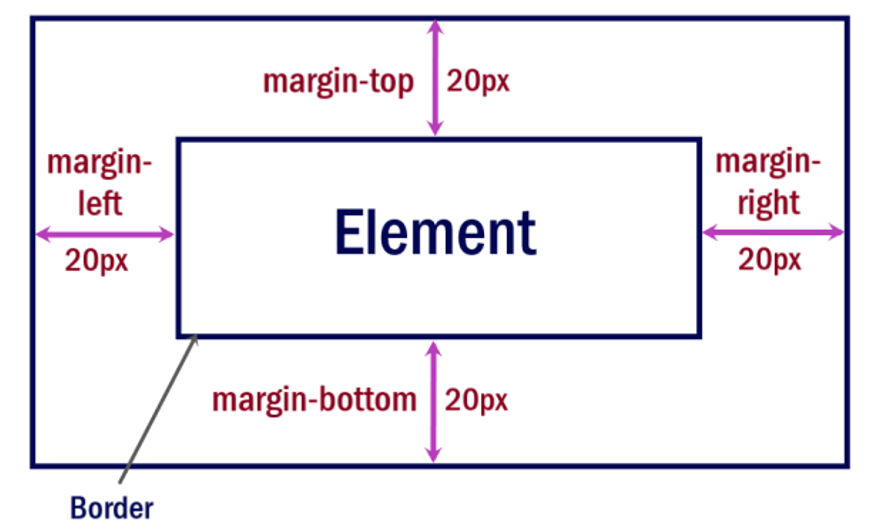 margin-top 20px
margin-
left
20px
Element
margin-
right
20px
margin-bottom 20px
Border